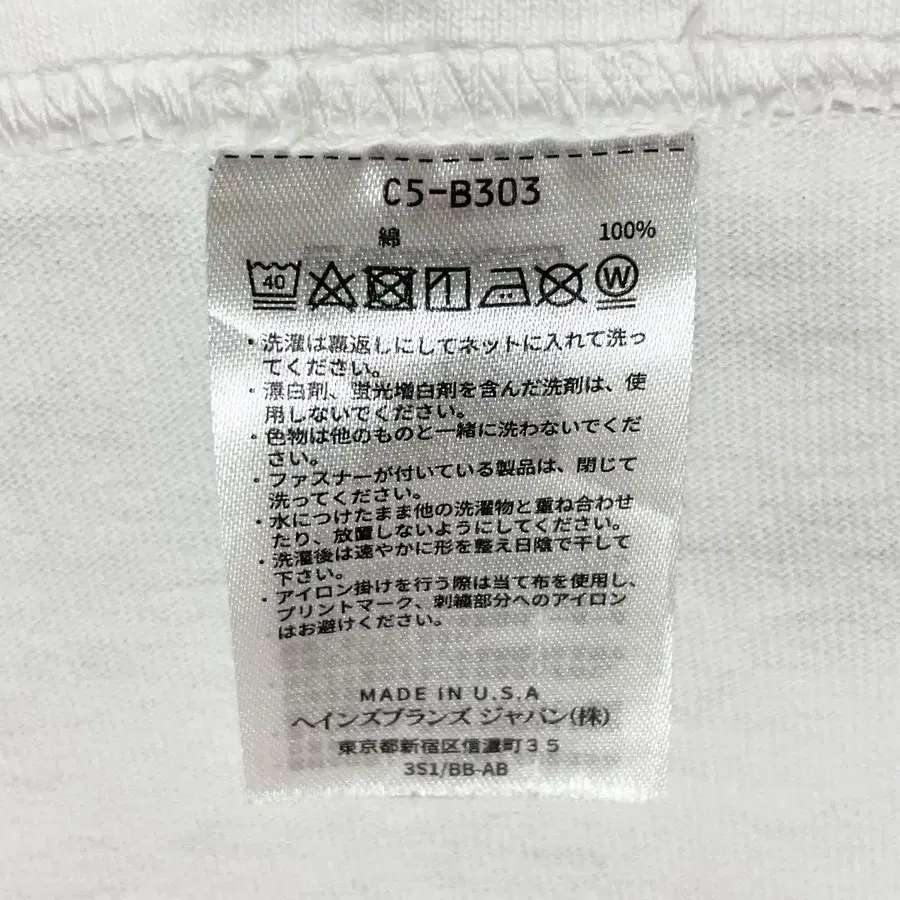 C5-B303
綿 100%
40 W
・洗濯は裏返しにしてネットに入れて洗っ
てください。
・漂白剤、蛍光増白剤を含んだ洗剤は、使
用しないでください。
・色物は他のものと一緒に洗わないでくだ
さい。
・ファスナーが付いている製品は、閉じて
洗ってください。
・水につけたまま他の洗濯物と重ね合わせ
たり、放置しないようにしてください。
・洗濯後は速やかに形を整え日陰で干して
下さい。
・アイロン掛けを行う際は当て布を使用し、
プリントマーク、刺繍部分へのアイロン
はお避けください。
MADE IN U.S.A
ヘインズブランズ ジャパン(株)
東京都新宿区信濃町35
3S1/BB-AB